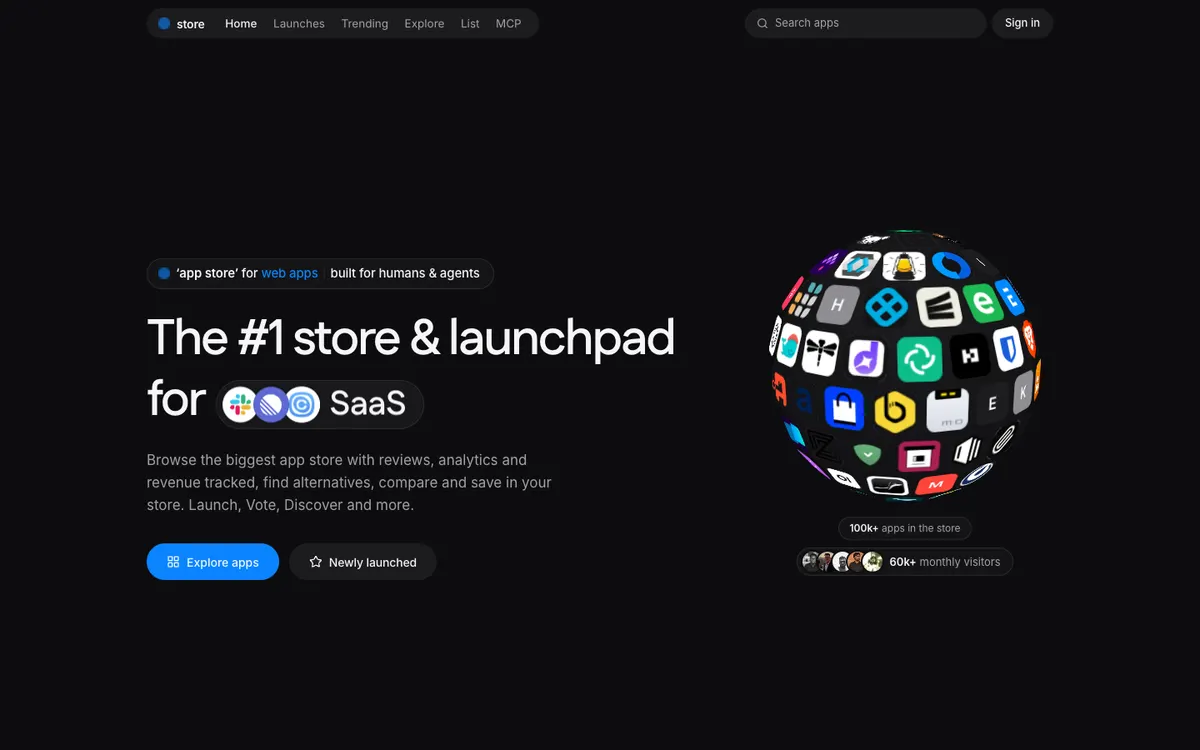 store Home Launches Trending Explore List MCP
Search apps
Sign in
‘app store’ for web apps built for humans & agents
The #1 store & launchpad
for SaaS
Browse the biggest app store with reviews, analytics and
revenue tracked, find alternatives, compare and save in your
store. Launch, Vote, Discover and more.
Explore apps
Newly launched
H
E
K
100k+ apps in the store
60k+ monthly visitors